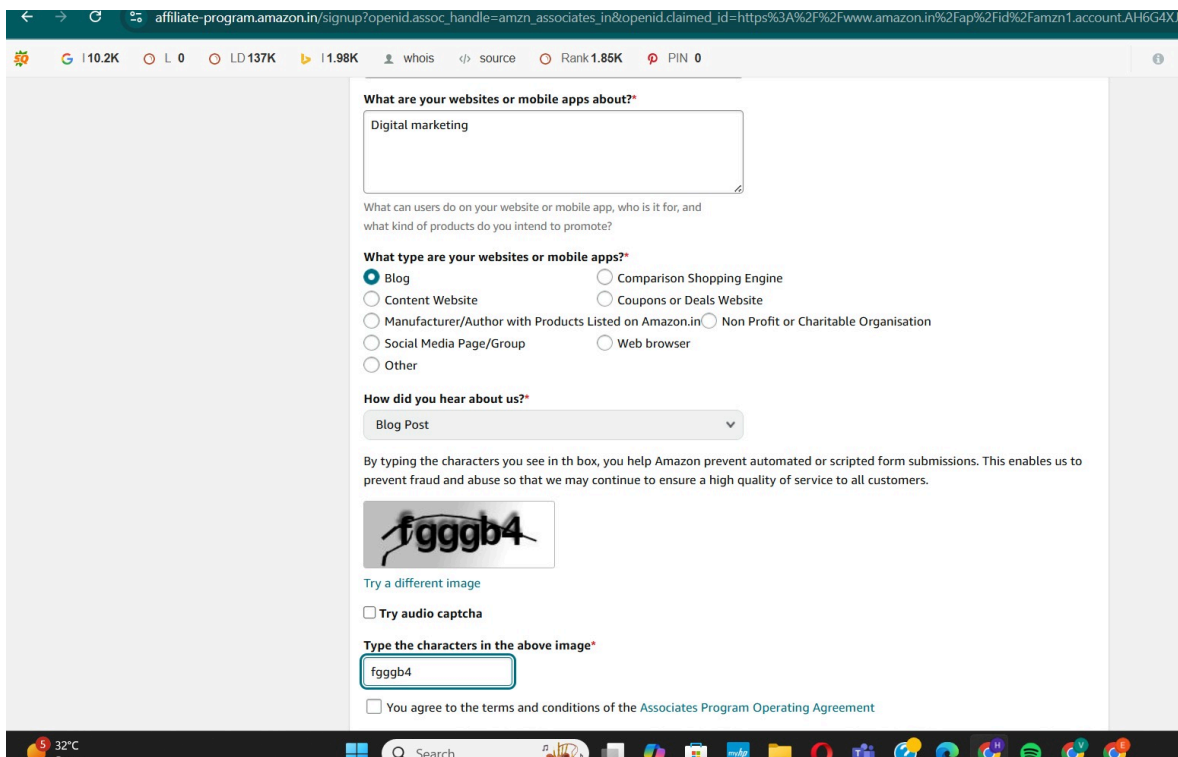 affiliate-program.amazon.in/signup?openid.assoc_handle=amzn_associates_in&openid.claimed_id=https%3A%2F%2Fwww.amazon.in%2Fap%2Fid%2Famzn1.account.AH6G4XJ
SQ G I 10.2K L 0 LD 137K I 1.98K whois </> source Rank 1.85K PIN 0
What are your websites or mobile apps about?*
Digital marketing
What can users do on your website or mobile app, who is it for, and
what kind of products do you intend to promote?
What type are your websites or mobile apps?*
Blog Comparison Shopping Engine
Content Website Coupons or Deals Website
Manufacturer/Author with Products Listed on Amazon.in Non Profit or Charitable Organisation
Social Media Page/Group Web browser
Other
How did you hear about us?*
Blog Post
By typing the characters you see in th box, you help Amazon prevent automated or scripted form submissions. This enables us to
prevent fraud and abuse so that we may continue to ensure a high quality of service to all customers.
fgggb4
Try a different image
Try audio captcha
Type the characters in the above image*
fgggb4
You agree to the terms and conditions of the Associates Program Operating Agreement
5 32°C Search myhp H V E